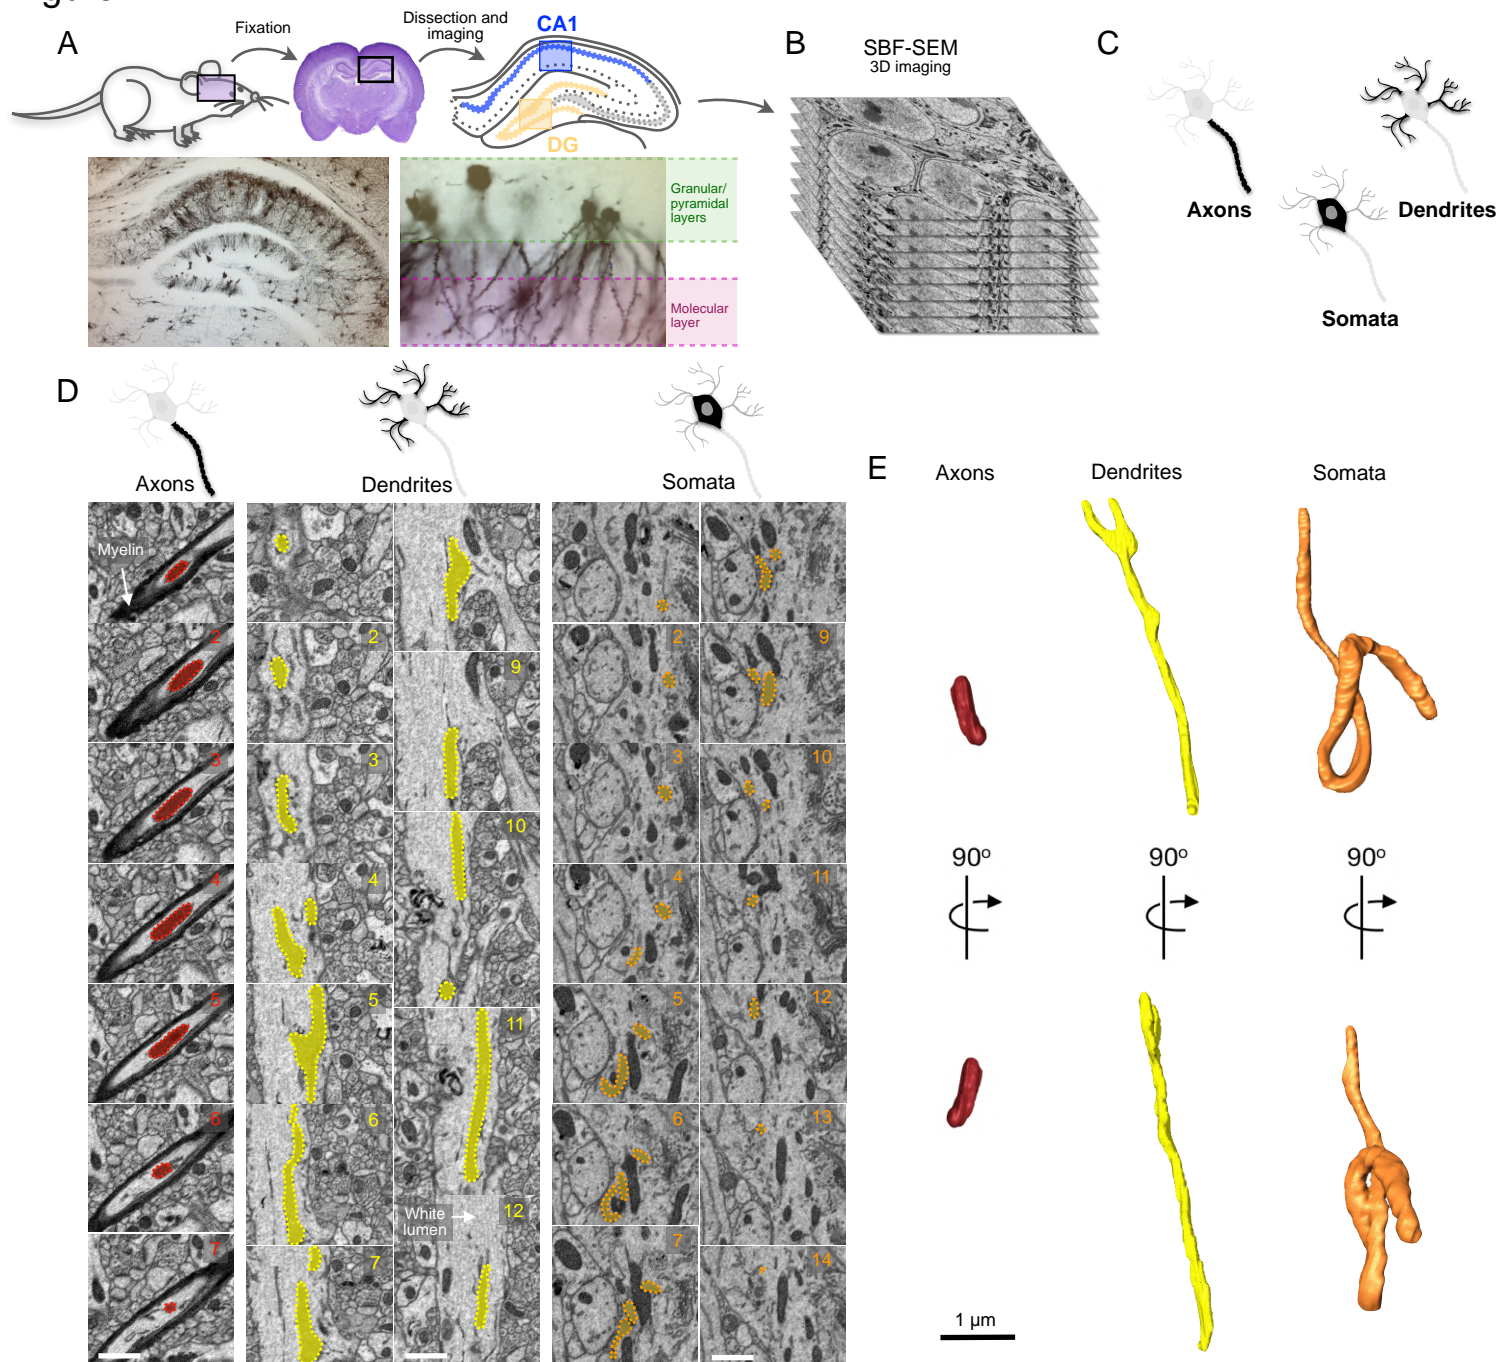 A
Fixation
Dissection and
imaging
CA1
DG
Granular/
pyramidal
layers
Molecular
layer
B
SBF-SEM
3D imaging
C
Axons
Dendrites
Somata
D
Axons
Dendrites
Somata
Myelin
2
3
4
5
6
7
2
3
4
5
6
7
9
10
11
12
White
lumen
2
3
4
5
6
7
9
10
11
12
13
14
E
Axons
Dendrites
Somata
90o
90o
90o
1 µm